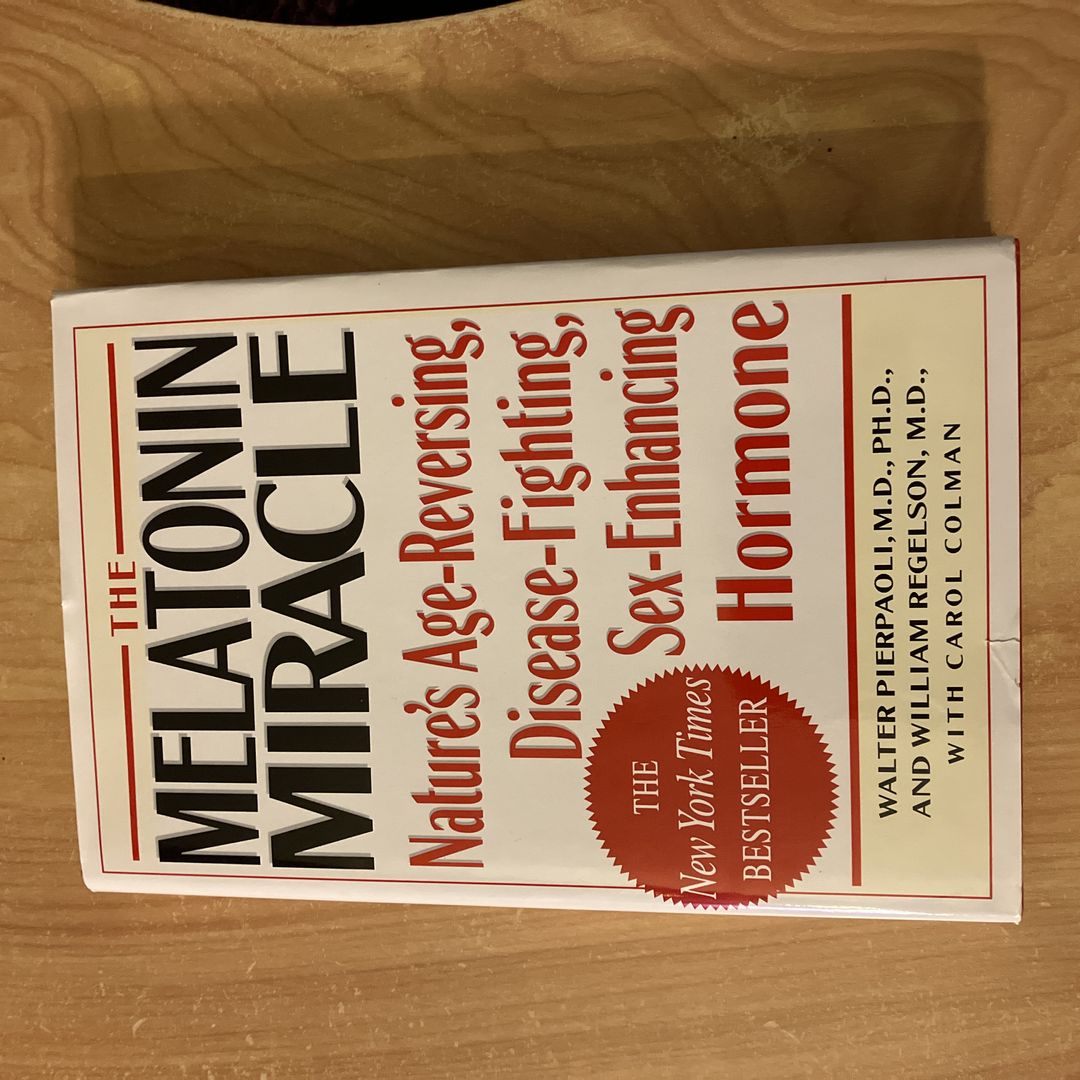 THE
MELATONIN
MIRACLE
Nature's Age-Reversing,
Disease-Fighting,
Sex-Enhancing
Hormone
THE
New York Times
BESTSELLER
WALTER PIERPAOLI, M.D., PH.D.,
AND WILLIAM REGELSON, M.D.,
WITH CAROL COLMAN